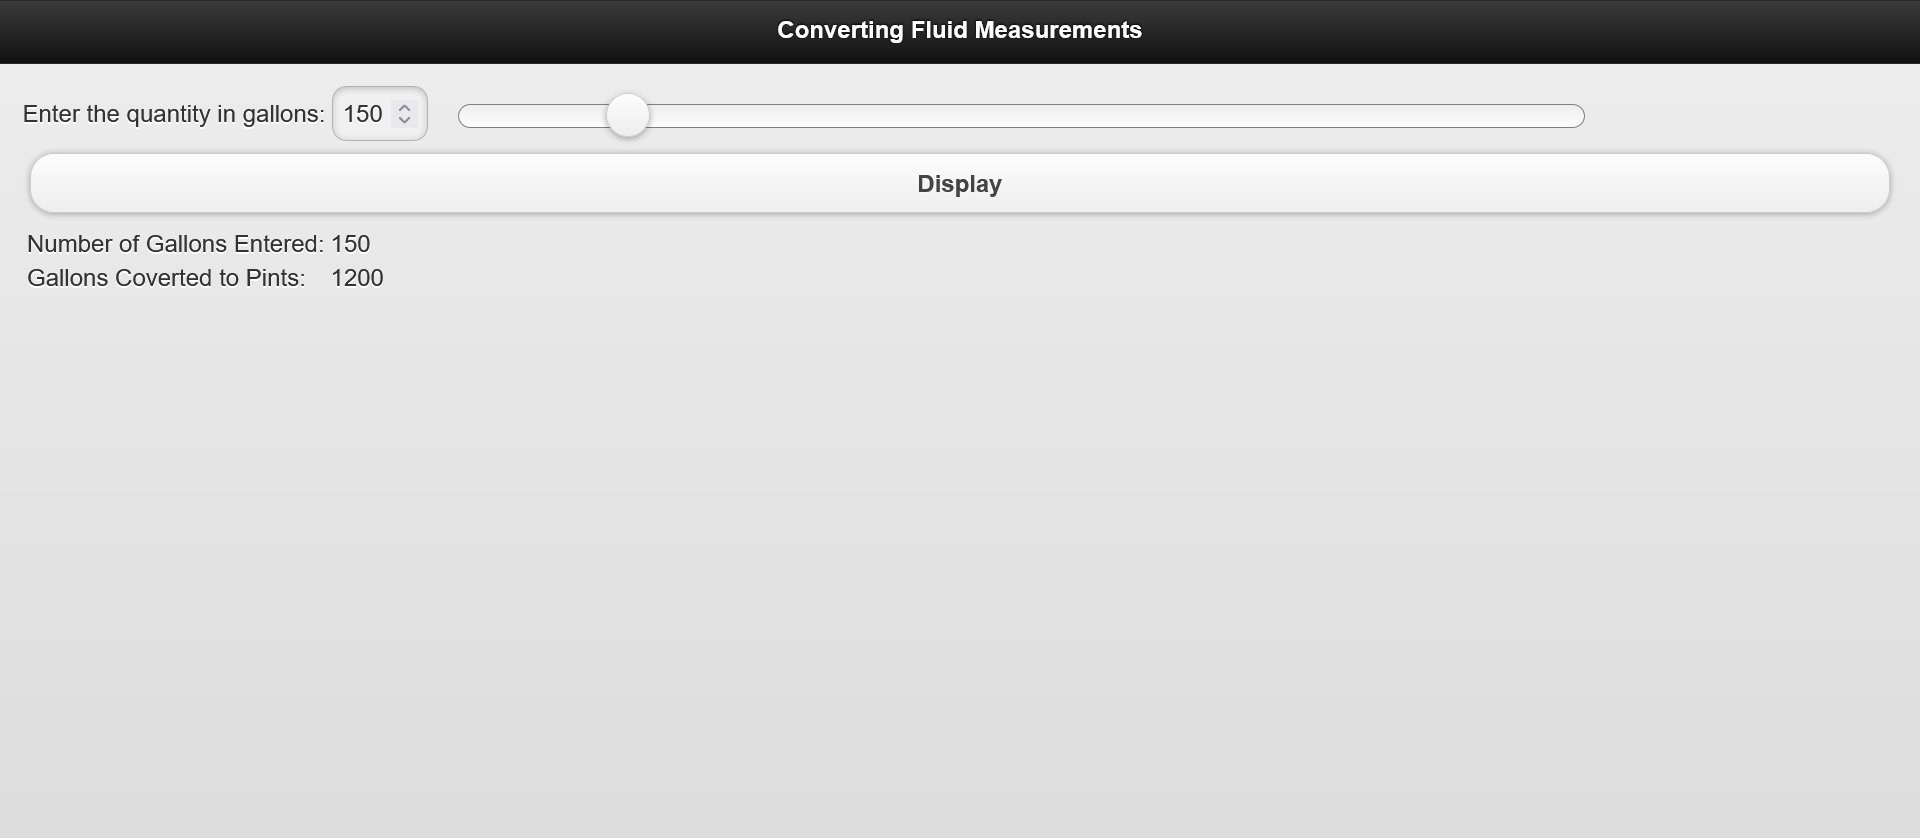 Converting Fluid Measurements
Enter the quantity in gallons: 150
Display
Number of Gallons Entered: 150
Gallons Coverted to Pints: 1200